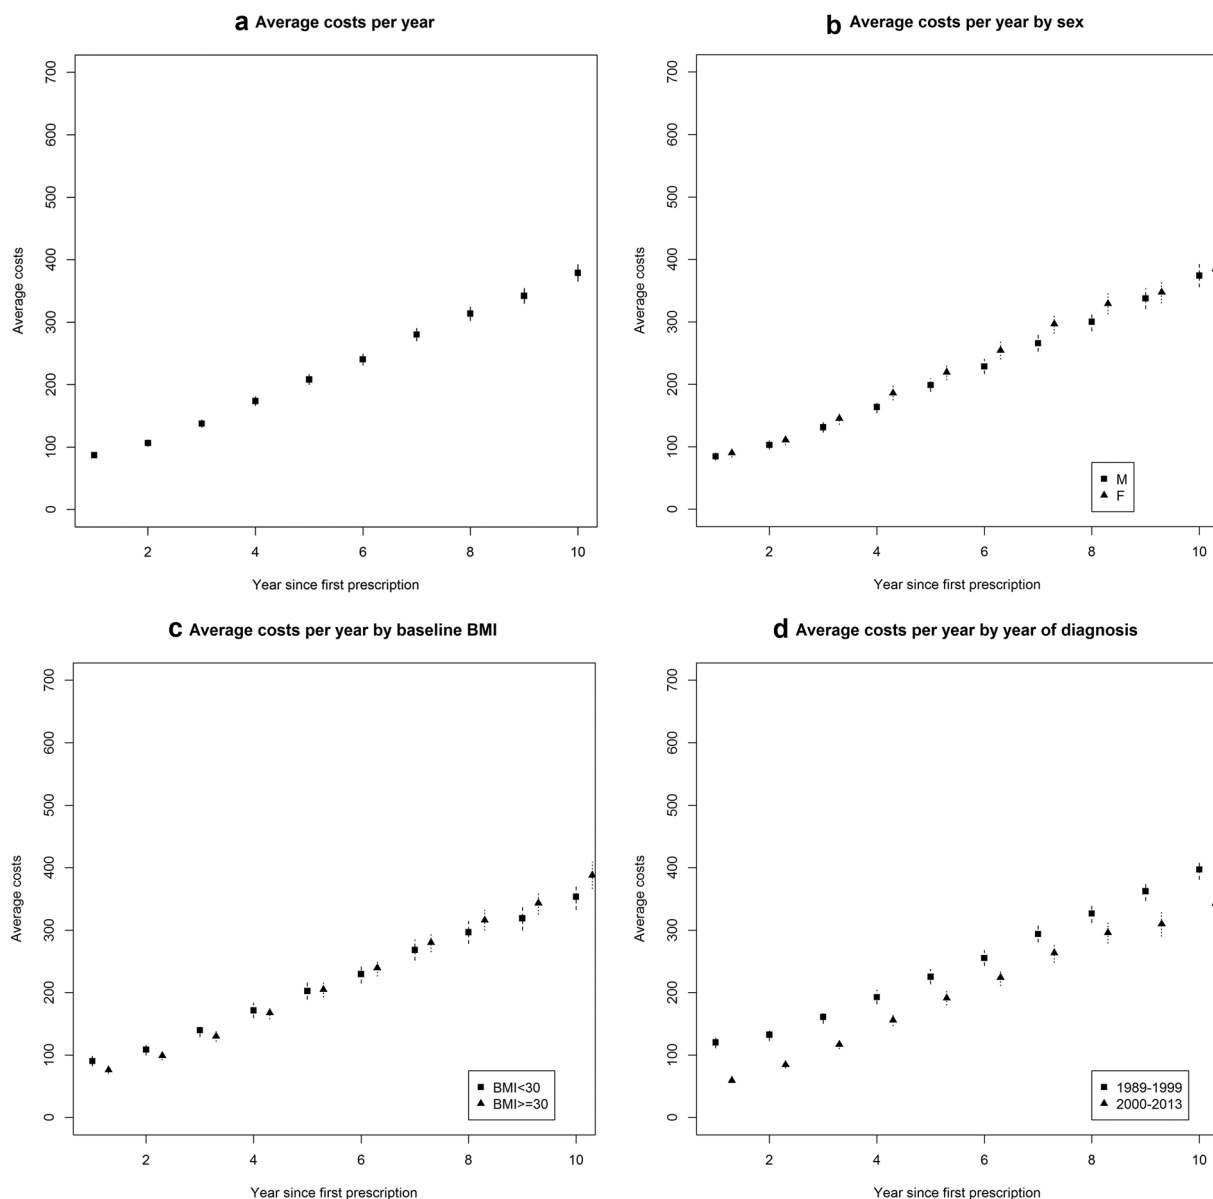 a Average costs per year
700
600
500
400
300
200
100
0
Average costs
2 4 6 8 10
Year since first prescription
b Average costs per year by sex
700
600
500
400
300
200
100
0
Average costs
M
F
2 4 6 8 10
Year since first prescription
c Average costs per year by baseline BMI
700
600
500
400
300
200
100
0
Average costs
BMI<30
BMI>=30
2 4 6 8 10
Year since first prescription
d Average costs per year by year of diagnosis
700
600
500
400
300
200
100
0
Average costs
1989-1999
2000-2013
2 4 6 8 10
Year since first prescription